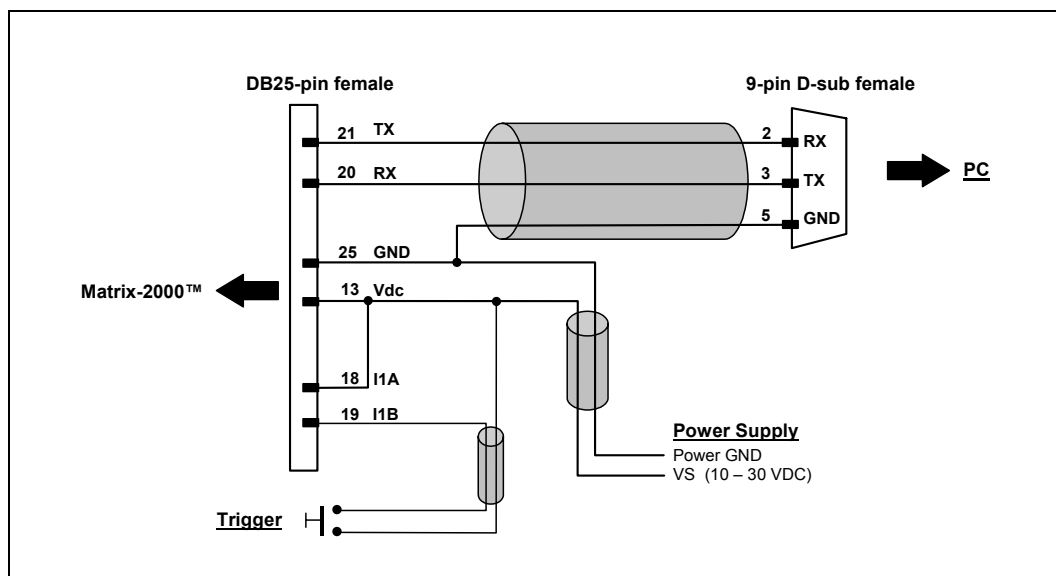 DB25-pin female
9-pin D-sub female
21 TX
2 RX
20 RX
3 TX
5 GND
PC
25 GND
Matrix-2000™
13 Vdc
18 I1A
19 I1B
Power Supply
Power GND
VS (10 – 30 VDC)
Trigger